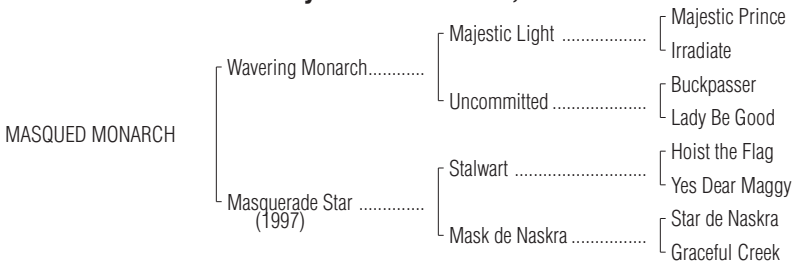 Majestic Prince
Majestic Light ..................
Irradiate
Wavering Monarch............
Buckpasser
Uncommitted ....................
Lady Be Good
MASQUED MONARCH
Hoist the Flag
Stalwart ............................
Yes Dear Maggy
Masquerade Star ..............
(1997)
Star de Naskra
Mask de Naskra ................
Graceful Creek